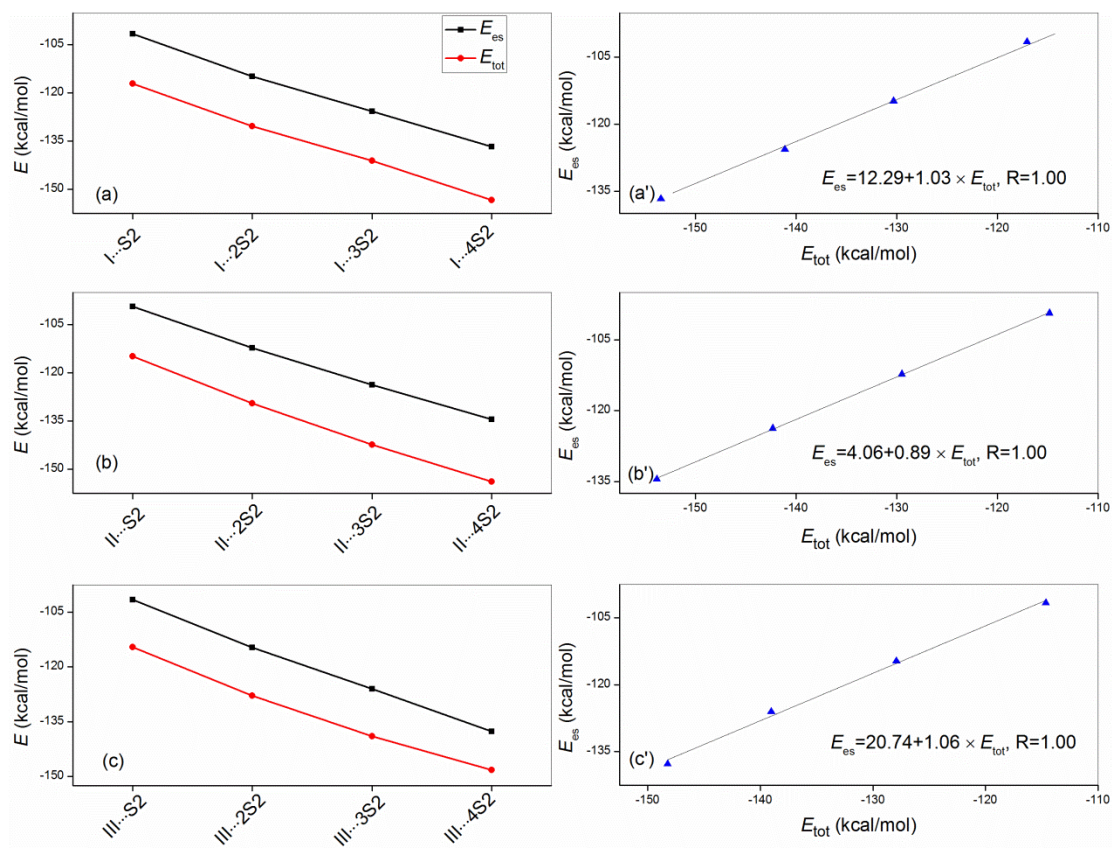 E_es
E_tot
E (kcal/mol)
-105
-120
-135
-150
(a)
I···S2
I···2S2
I···3S2
I···4S2
E_es (kcal/mol)
-105
-120
-135
(a')
E_es=12.29+1.03 × E_tot, R=1.00
-150
-140
-130
-120
-110
E_tot (kcal/mol)
E (kcal/mol)
-105
-120
-135
-150
(b)
II···S2
II···2S2
II···3S2
II···4S2
E_es (kcal/mol)
-105
-120
-135
(b')
E_es=4.06+0.89 × E_tot, R=1.00
-150
-140
-130
-120
-110
E_tot (kcal/mol)
E (kcal/mol)
-105
-120
-135
-150
(c)
III···S2
III···2S2
III···3S2
III···4S2
E_es (kcal/mol)
-105
-120
-135
(c')
E_es=20.74+1.06 × E_tot, R=1.00
-150
-140
-130
-120
-110
E_tot (kcal/mol)